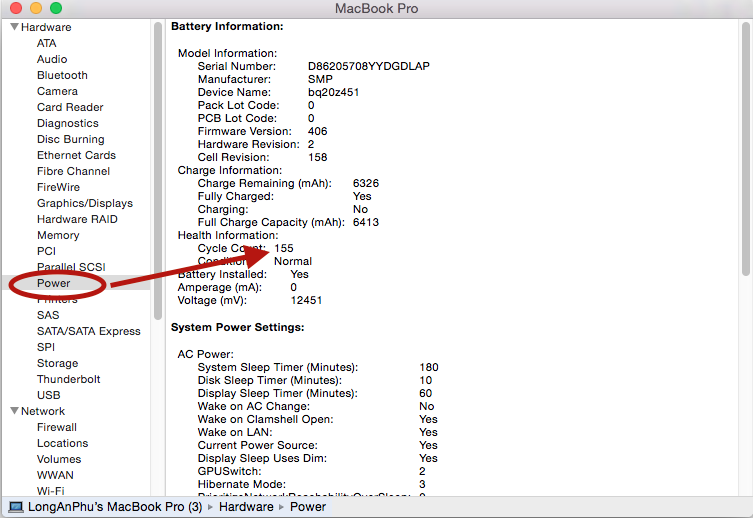 MacBook Pro
Hardware
ATA
Audio
Bluetooth
Camera
Card Reader
Diagnostics
Disc Burning
Ethernet Cards
Fibre Channel
FireWire
Graphics/Displays
Hardware RAID
Memory
PCI
Parallel SCSI
Power
Printers
SAS
SATA/SATA Express
SPI
Storage
Thunderbolt
USB
Network
Firewall
Locations
Volumes
WWAN
Wi-Fi
Battery Information:
Model Information:
Serial Number: D86205708YYDGDLAP
Manufacturer: SMP
Device Name: bq20z451
Pack Lot Code: 0
PCB Lot Code: 0
Firmware Version: 406
Hardware Revision: 2
Cell Revision: 158
Charge Information:
Charge Remaining (mAh): 6326
Fully Charged: Yes
Charging: No
Full Charge Capacity (mAh): 6413
Health Information:
Cycle Count: 155
Condition: Normal
Battery Installed: Yes
Amperage (mA): 0
Voltage (mV): 12451
System Power Settings:
AC Power:
System Sleep Timer (Minutes): 180
Disk Sleep Timer (Minutes): 10
Display Sleep Timer (Minutes): 60
Wake on AC Change: No
Wake on Clamshell Open: Yes
Wake on LAN: Yes
Current Power Source: Yes
Display Sleep Uses Dim: Yes
GPUSwitch: 2
Hibernate Mode: 3
PrioritizeNetworkReachabilityOverSleep: 0
LongAnPhu's MacBook Pro (3) ▸ Hardware ▸ Power